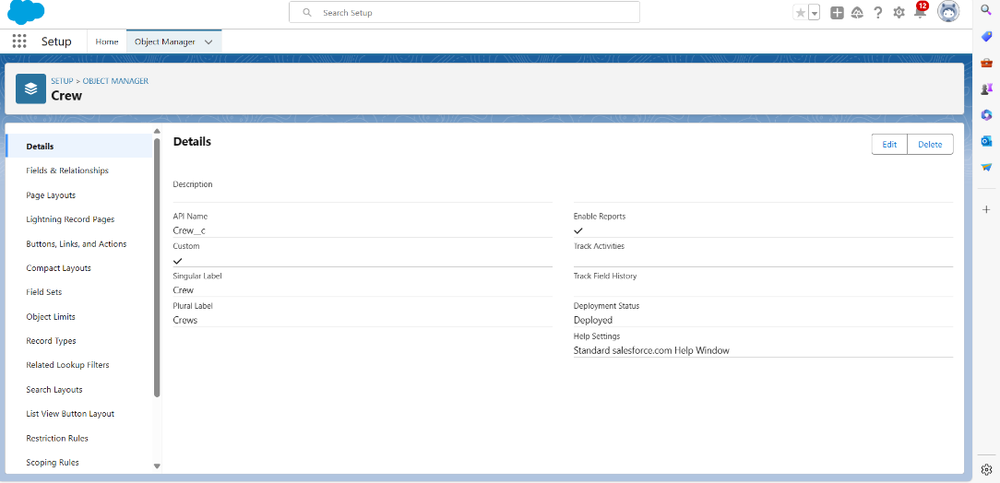 Search Setup
12
Setup
Home
Object Manager
SETUP > OBJECT MANAGER
Crew
Details
Fields & Relationships
Page Layouts
Lightning Record Pages
Buttons, Links, and Actions
Compact Layouts
Field Sets
Object Limits
Record Types
Related Lookup Filters
Search Layouts
List View Button Layout
Restriction Rules
Scoping Rules
Details
Edit
Delete
Description
API Name
Crew__c
Custom
Singular Label
Crew
Plural Label
Crews
Enable Reports
Track Activities
Track Field History
Deployment Status
Deployed
Help Settings
Standard salesforce.com Help Window